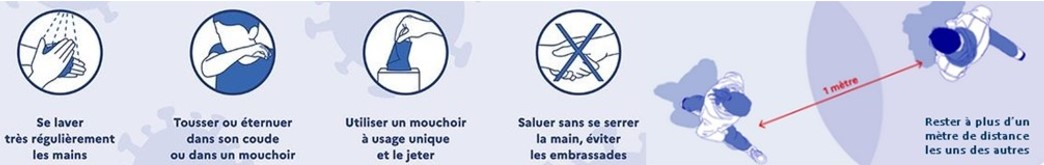 Se laver
très régulièrement
les mains
Tousser ou éternuer
dans son coude
ou dans un mouchoir
Utiliser un mouchoir
à usage unique
et le jeter
Saluer sans se serrer
la main, éviter
les embrassades
1 mètre
Rester à plus d'un
mètre de distance
les uns des autres